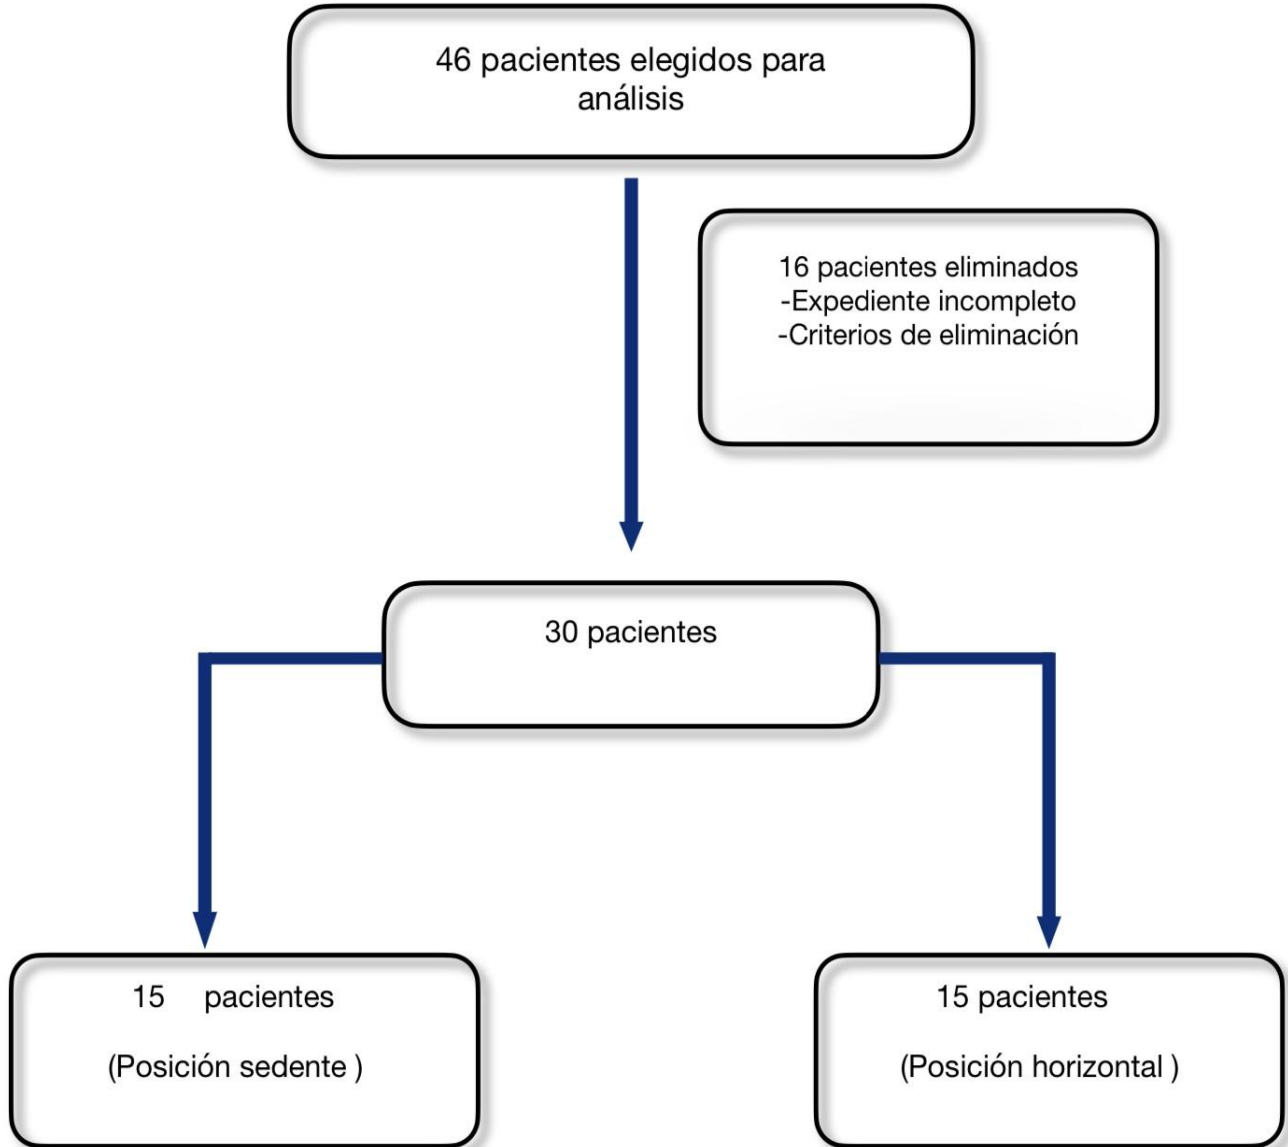 46 pacientes elegidos para
análisis
16 pacientes eliminados
-Expediente incompleto
-Criterios de eliminación
30 pacientes
15 pacientes
(Posición sedente )
15 pacientes
(Posición horizontal )